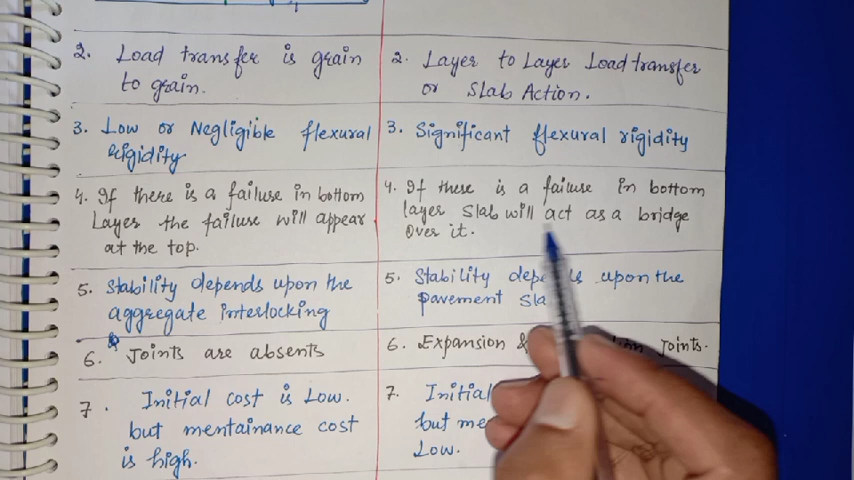 2. Load transfer is grain
to grain.
2. Layer to Layer Load transfer
or Slab Action.
3. Low or Negligible flexural
rigidity
3. Significant flexural rigidity
4. If there is a failure in bottom
Layer the failure will appear
at the top.
4. If there is a failure in bottom
layer Slab will act as a bridge
Over it.
5. Stability depends upon the
aggregate interlocking
5. Stability upon the
pavement
6. Joints are absents
6. Expansion & Joints.
7. Initial cost is Low.
but mentainance cost
is high.
7. Initial
but
Low.